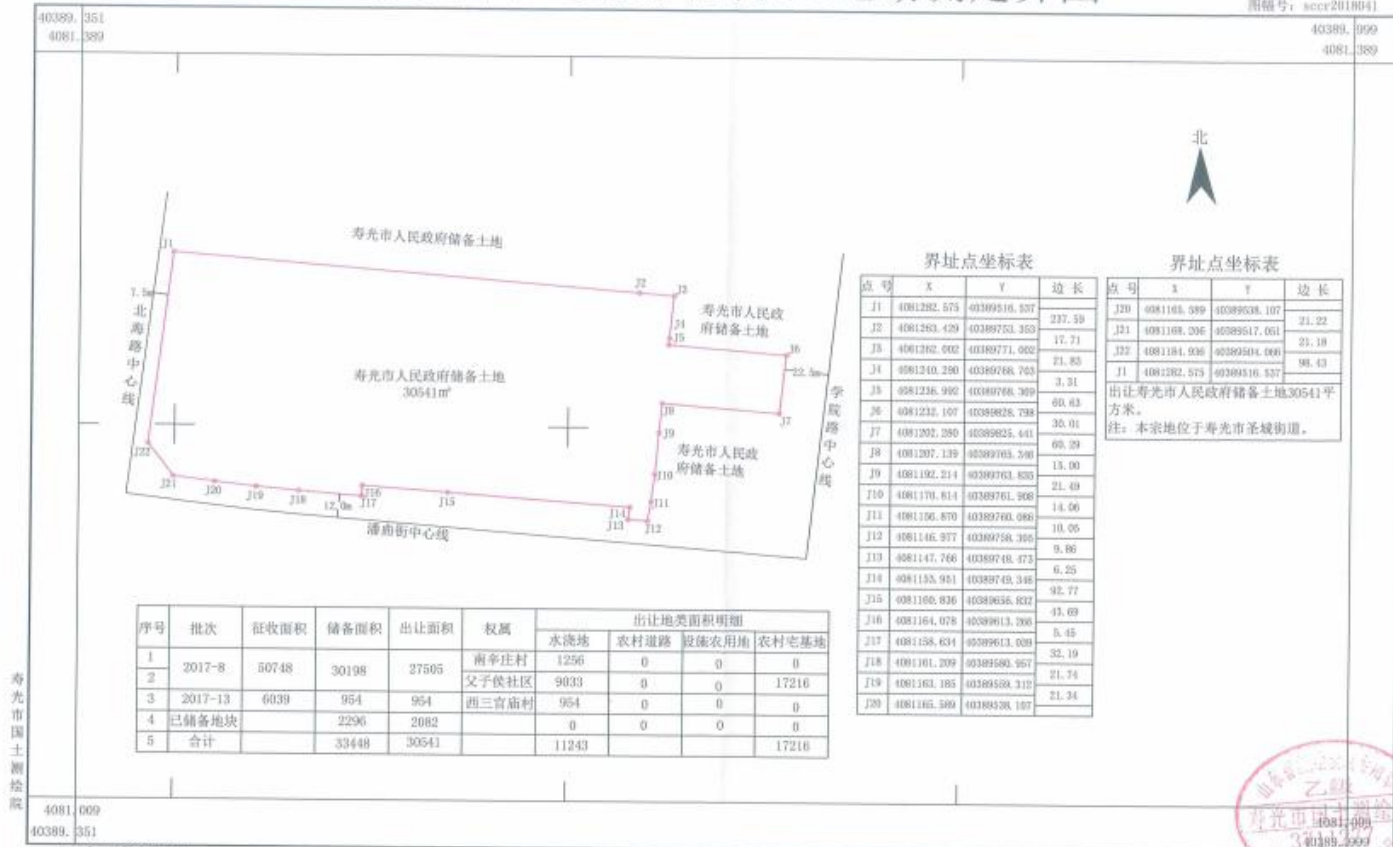 图幅号: sccr2018041
40389.351
4081.389
40389.999
4081.389
北
寿光市人民政府储备土地
J1
J2
J3
J4
J5
J6
J7
J8
J9
J10
J11
J12
J13
J14
J15
J16
J17
J18
J19
J20
J21
J22
7.5m
22.5m
12.0m
北海路中心线
学院路中心线
潘曲街中心线
寿光市人民政府储备土地
寿光市人民政府储备土地
30541㎡
寿光市人民政府储备土地
界址点坐标表
点号 X Y 边长
J1 4081282.575 40389516.537
237.59
J2 4081263.429 40389753.353
17.71
J3 4081262.002 40389771.002
21.83
J4 4081240.290 40389768.703
3.31
J5 4081236.992 40389768.369
60.63
J6 4081232.107 40389828.798
30.01
J7 4081202.280 40389825.441
60.29
J8 4081207.139 40389765.346
15.00
J9 4081192.214 40389763.835
21.49
J10 4081170.814 40389761.908
14.06
J11 4081156.870 40389760.086
10.05
J12 4081146.977 40389758.305
9.86
J13 4081147.766 40389748.473
6.25
J14 4081153.951 40389749.346
92.77
J15 4081160.836 40389656.832
43.69
J16 4081164.078 40389613.266
5.45
J17 4081158.634 40389613.039
32.19
J18 4081161.209 40389580.957
21.74
J19 4081163.185 40389559.312
21.34
J20 4081165.589 40389538.107
界址点坐标表
点号 X Y 边长
J20 4081165.589 40389538.107
21.22
J21 4081168.206 40389517.051
21.18
J22 4081184.936 40389504.066
98.43
J1 4081282.575 40389516.537
出让寿光市人民政府储备土地30541平
方米。
注: 本宗地位于寿光市圣城街道。
序号 批次 征收面积 储备面积 出让面积 权属 出让地类面积明细
水浇地 农村道路 设施农用地 农村宅基地
1 2017-8 50748 30198 27505 南辛庄村 1256 0 0 0
2 父子侯社区 9033 0 0 17216
3 2017-13 6039 954 954 西三官庙村 954 0 0 0
4 已储备地块 2296 2082 0 0 0 0
5 合计 33448 30541 11243 17216
寿光市国土测绘院
4081.009
40389.351
乙级
寿光市国土测绘
4081.009
40389.999